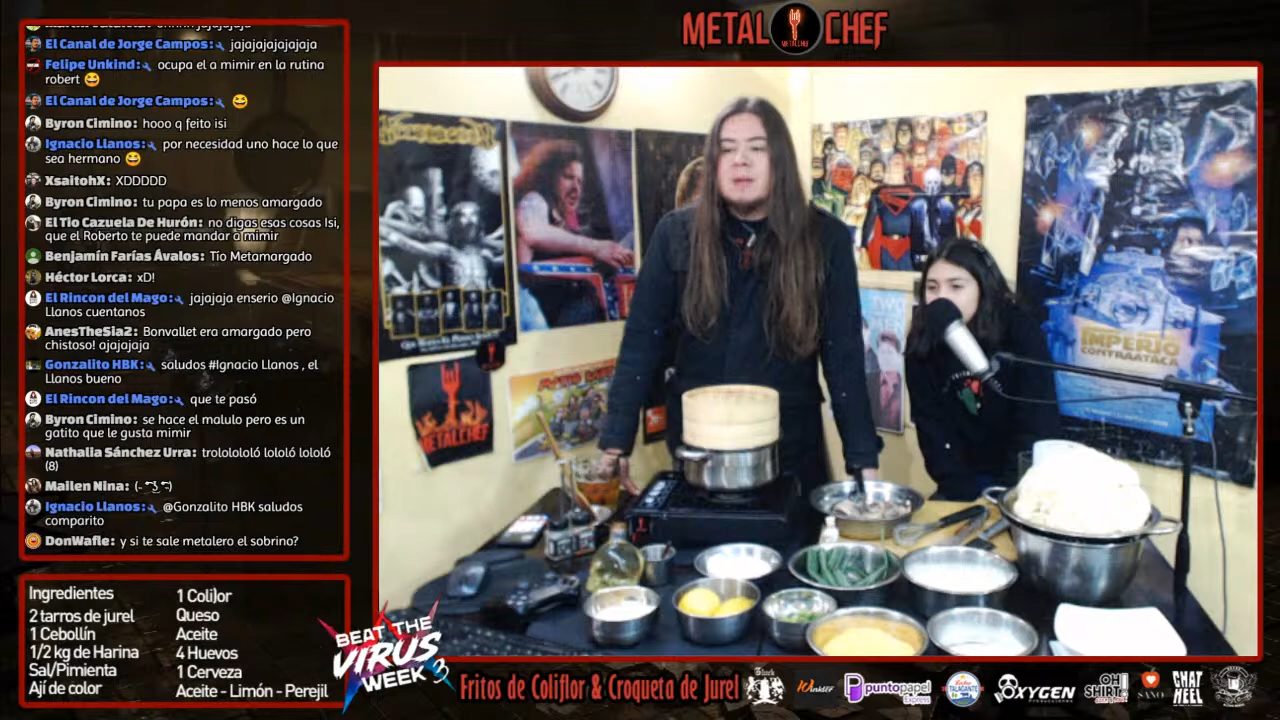 METAL CHEF
METALCHEF
jajajajaja
El Canal de Jorge Campos: jajajajajajaja
Felipe Unkind: ocupa el a mimir en la rutina
robert 😅
El Canal de Jorge Campos: 😅
Byron Cimino: hooo q feito isi
Ignacio Llanos: por necesidad uno hace lo que
sea hermano 😅
XsaitohX: XDDDDD
Byron Cimino: tu papa es lo menos amargado
El Tio Cazuela De Hurón: no digas esas cosas Isi,
que el Roberto te puede mandar a mimir
Benjamín Farías Ávalos: Tío Metamargado
Héctor Lorca: xD!
El Rincon del Mago: jajajaja enserio @Ignacio
Llanos cuentanos
AnesTheSia2: Bonvallet era amargado pero
chistoso! ajajajaja
Gonzalito HBK: saludos #Ignacio Llanos , el
Llanos bueno
El Rincon del Mago: que te pasó
Byron Cimino: se hace el malulo pero es un
gatito que le gusta mimir
Nathalia Sánchez Urra: trololololó lololó lololó
(8)
Mailen Nina: (˵ ͡° ͜ʖ ͡°˵)
Ignacio Llanos: @Gonzalito HBK saludos
comparito
DonWafle: y si te sale metalero el sobrino?
METALCHEF
IMPERIO
CONTRAATACA
Ingredientes
2 tarros de jurel
1 Cebollín
1/2 kg de Harina
Sal/Pimienta
Ají de color
1 Coliflor
Queso
Aceite
4 Huevos
1 Cerveza
Aceite - Limón - Perejil
BEAT THE
VIRUS
WEEK 3
Fritos de Coliflor & Croqueta de Jurel
Winkler
puntopapel
Express
TALAGANTE
OXYGEN
Producciones
OH
SHIRT!
SANO
CHAT
HEEL